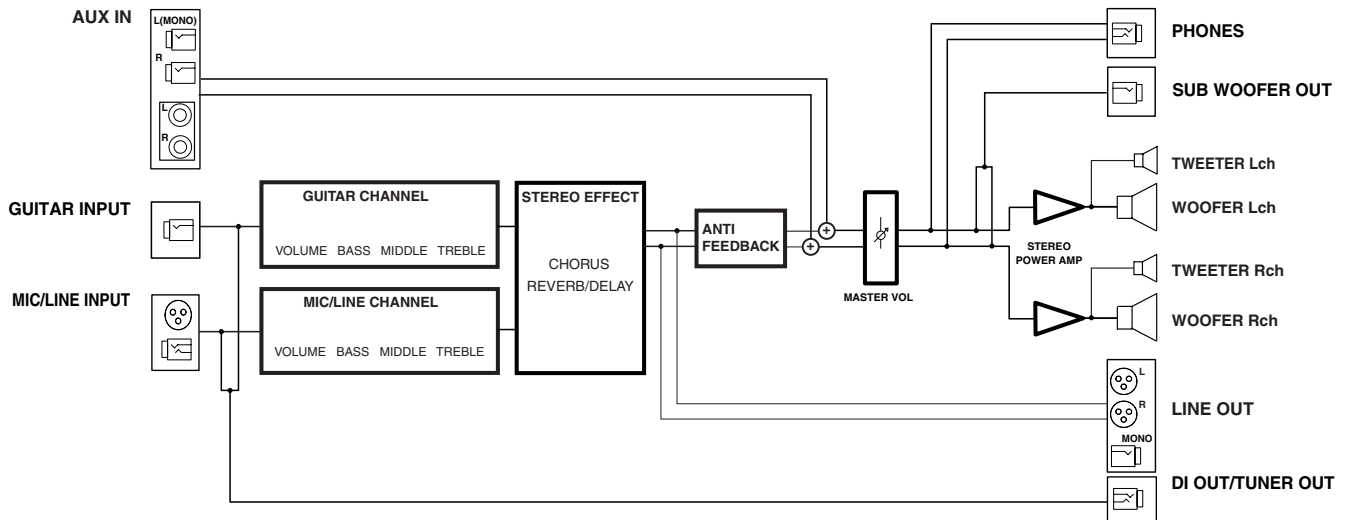 AUX IN
L(MONO)
R
L
R
GUITAR INPUT
MIC/LINE INPUT
GUITAR CHANNEL
VOLUME BASS MIDDLE TREBLE
MIC/LINE CHANNEL
VOLUME BASS MIDDLE TREBLE
STEREO EFFECT
CHORUS
REVERB/DELAY
ANTI
FEEDBACK
+
+
MASTER VOL
STEREO
POWER AMP
PHONES
SUB WOOFER OUT
TWEETER Lch
WOOFER Lch
TWEETER Rch
WOOFER Rch
L
R
MONO
LINE OUT
DI OUT/TUNER OUT